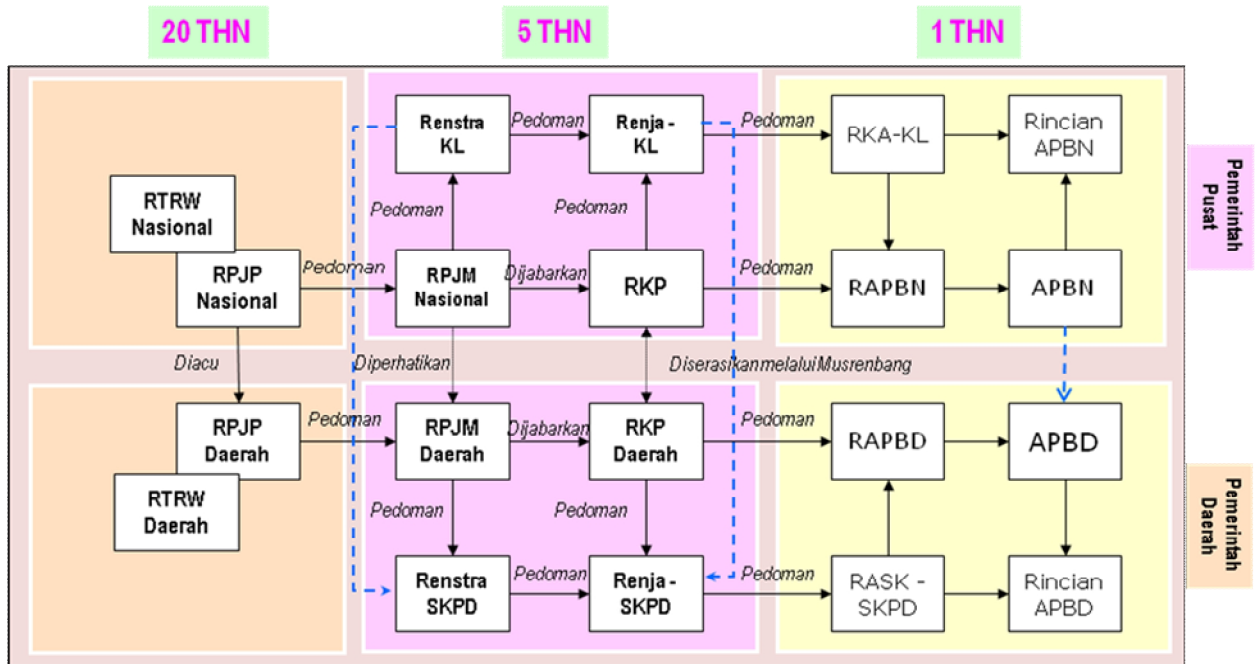 20 THN
5 THN
1 THN
Renstra
KL
Pedoman
Renja -
KL
Pedoman
RKA-KL
Rincian
APBN
RTRW
Nasional
Pedoman
Pedoman
RPJP
Nasional
Pedoman
RPJM
Nasional
Dijabarkan
RKP
Pedoman
RAPBN
APBN
Pemerintah
Pusat
Diacu
Diperhatikan
Diserasikan melalui Musrenbang
RPJP
Daerah
Pedoman
RPJM
Daerah
Dijabarkan
RKP
Daerah
Pedoman
RAPBD
APBD
RTRW
Daerah
Pedoman
Pedoman
Renstra
SKPD
Pedoman
Renja -
SKPD
Pedoman
RASK -
SKPD
Rincian
APBD
Pemerintah
Daerah